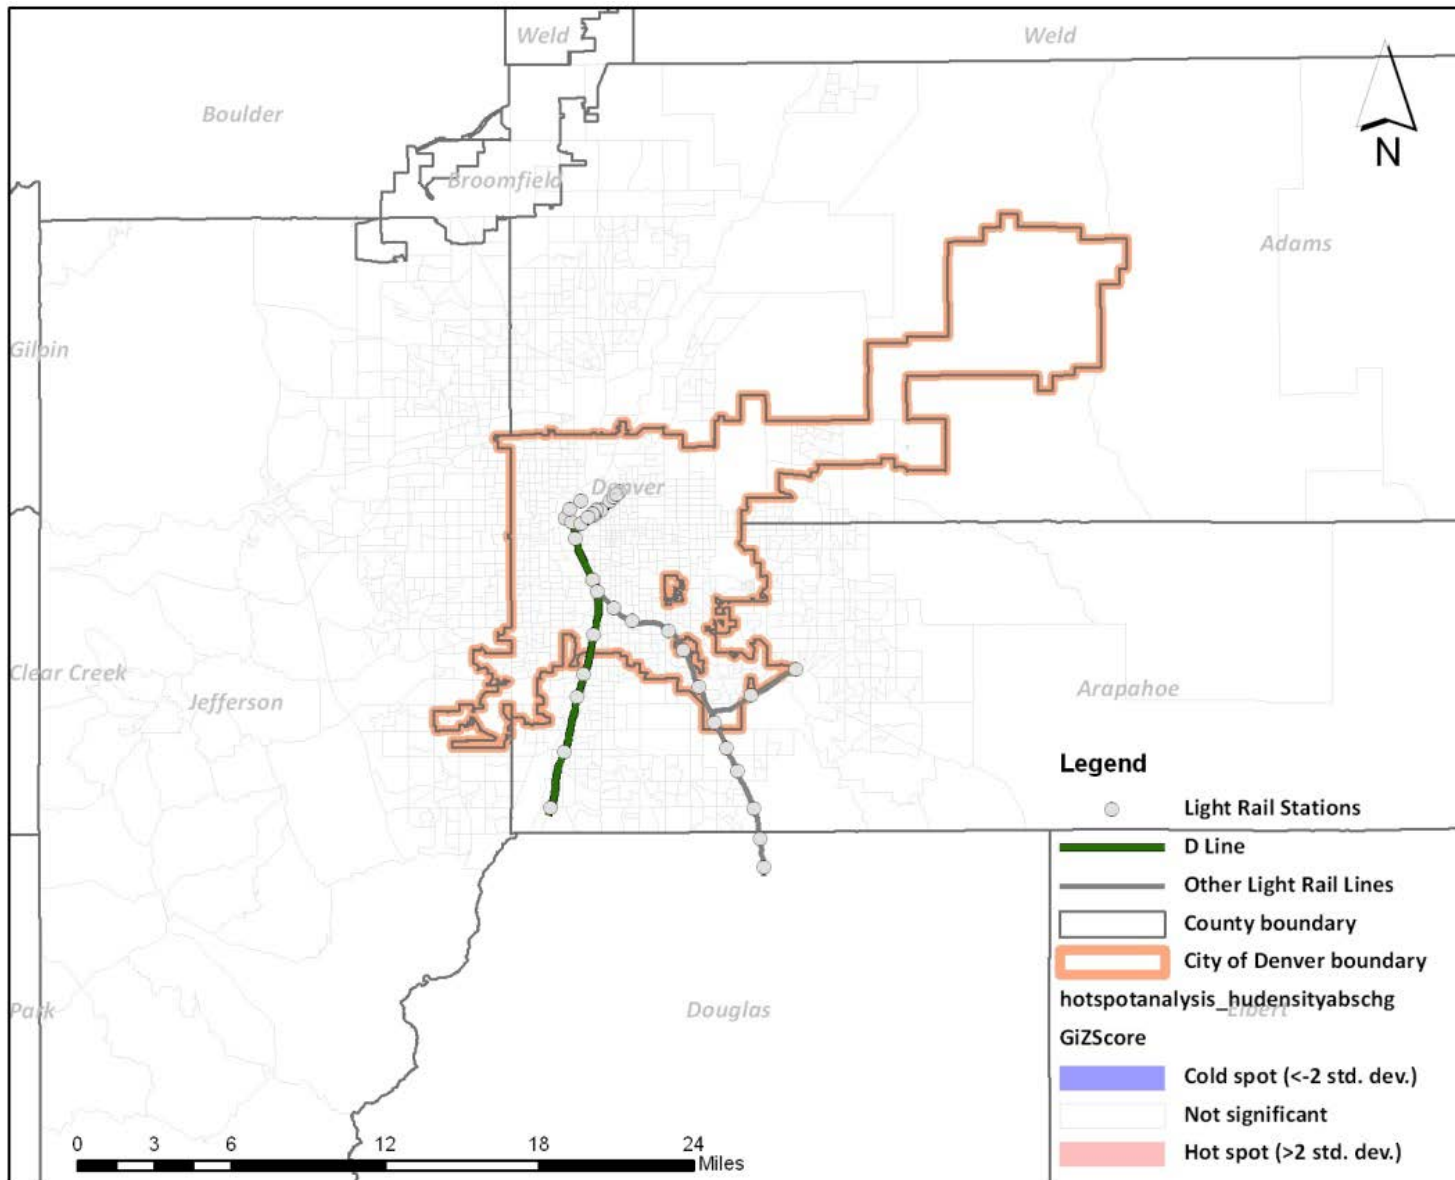 Weld
Weld
Boulder
N
Broomfield
Adams
Gilpin
Denver
Clear Creek
Jefferson
Arapahoe
Legend
Light Rail Stations
D Line
Other Light Rail Lines
County boundary
City of Denver boundary
hotspotanalysis_hudensityabschg
Park
Douglas
Elbert
GiZScore
Cold spot (<-2 std. dev.)
Not significant
Hot spot (>2 std. dev.)
0 3 6 12 18 24
Miles